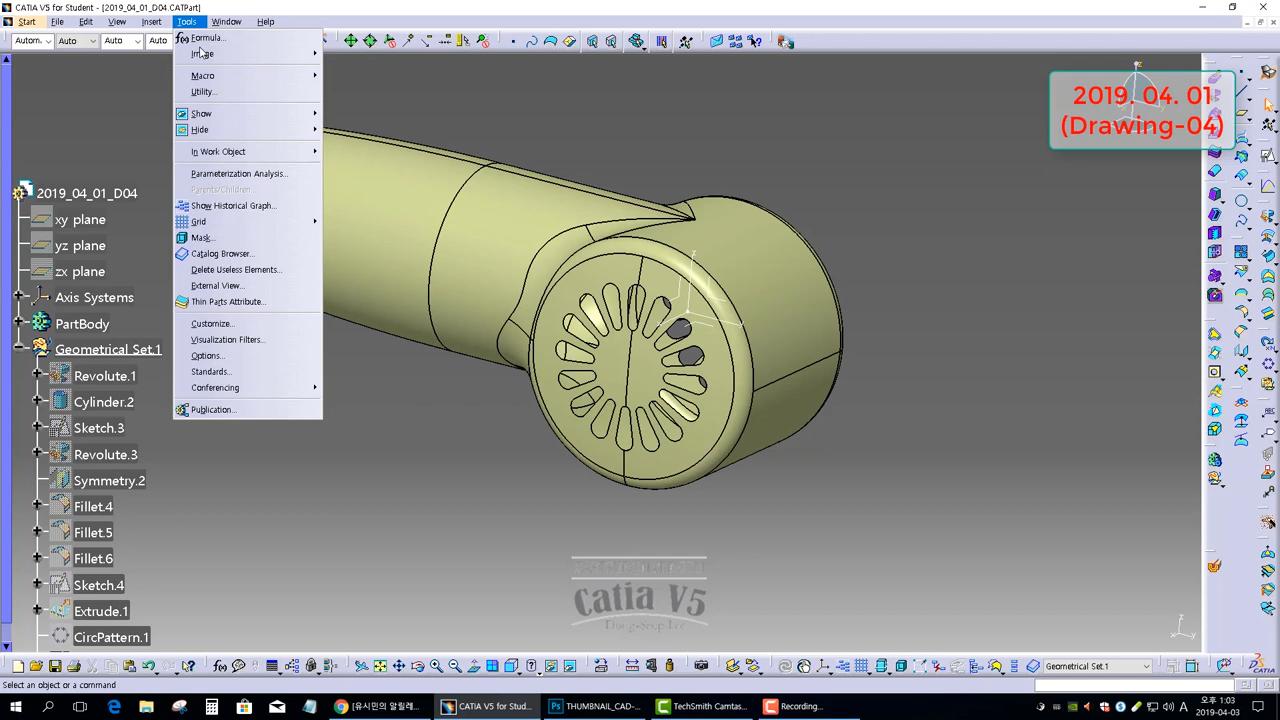 CATIA V5 for Student - [2019_04_01_D04.CATPart]
Start File Edit View Insert Tools Window Help
Autom. Auto Auto Auto
Formula...
Image
Macro
Utility...
Show
Hide
In Work Object
Parameterization Analysis...
Parents/Children...
Show Historical Graph...
Grid
Mask...
Catalog Browser...
Delete Useless Elements...
External View...
Thin Parts Attribute...
Customize...
Visualization Filters...
Options...
Standards...
Conferencing
Publication...
2019. 04. 01
(Drawing-04)
2019_04_01_D04
xy plane
yz plane
zx plane
Axis Systems
PartBody
Geometrical Set.1
Revolute.1
Cylinder.2
Sketch.3
Revolute.3
Symmetry.2
Fillet.4
Fillet.5
Fillet.6
Sketch.4
Extrude.1
CircPattern.1
Catia V5
Geometrical Set.1
Select an object or a command
[유시민의 알릴레...
CATIA V5 for Stud...
THUMBNAIL_CAD-...
TechSmith Camtas...
Recording...
A
오후 1:03
2019-04-03